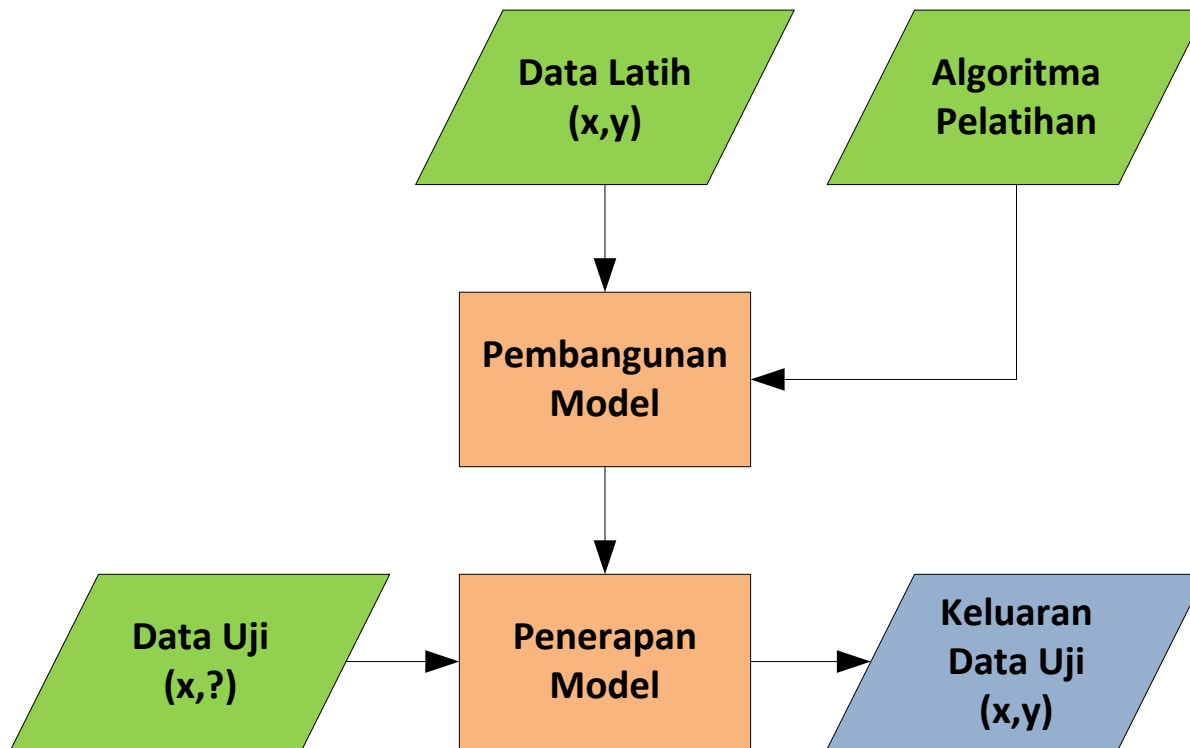 Data Latih
(x,y)
Algoritma
Pelatihan
Pembangunan
Model
Data Uji
(x,?)
Penerapan
Model
Keluaran
Data Uji
(x,y)